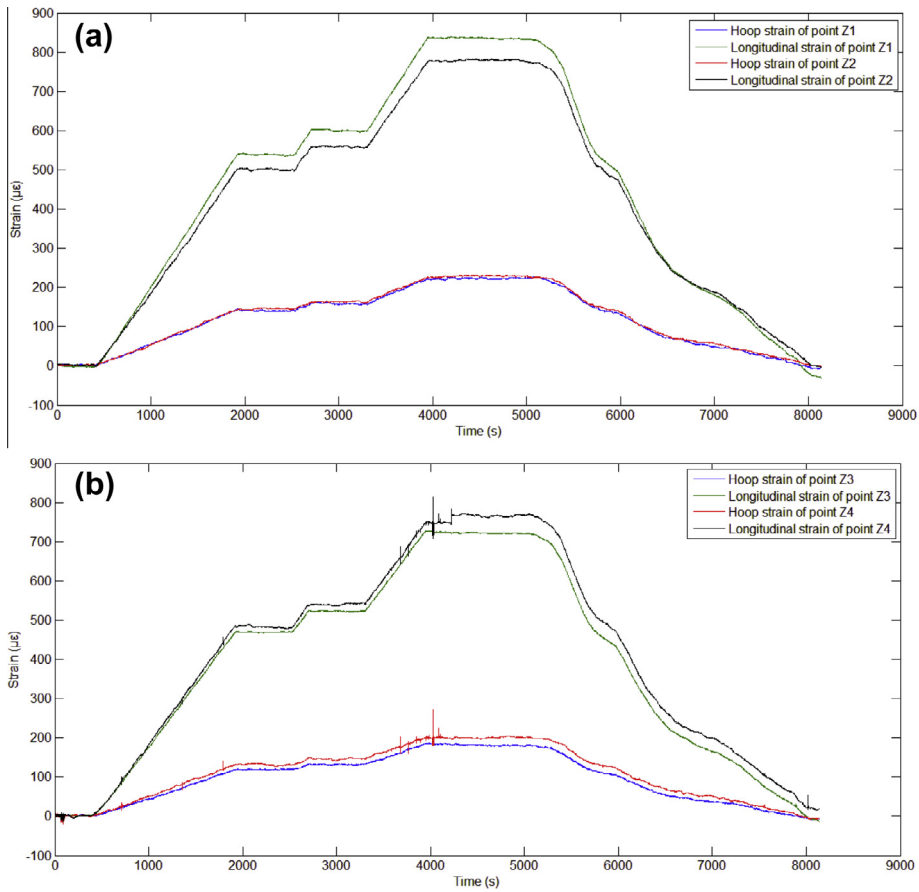 (a)
Hoop strain of point Z1
Longitudinal strain of point Z1
Hoop strain of point Z2
Longitudinal strain of point Z2
900
800
700
600
500
400
300
200
100
0
-100
Strain (με)
0 1000 2000 3000 4000 5000 6000 7000 8000 9000
Time (s)
(b)
Hoop strain of point Z3
Longitudinal strain of point Z3
Hoop strain of point Z4
Longitudinal strain of point Z4
900
800
700
600
500
400
300
200
100
0
-100
Strain (με)
0 1000 2000 3000 4000 5000 6000 7000 8000 9000
Time (s)